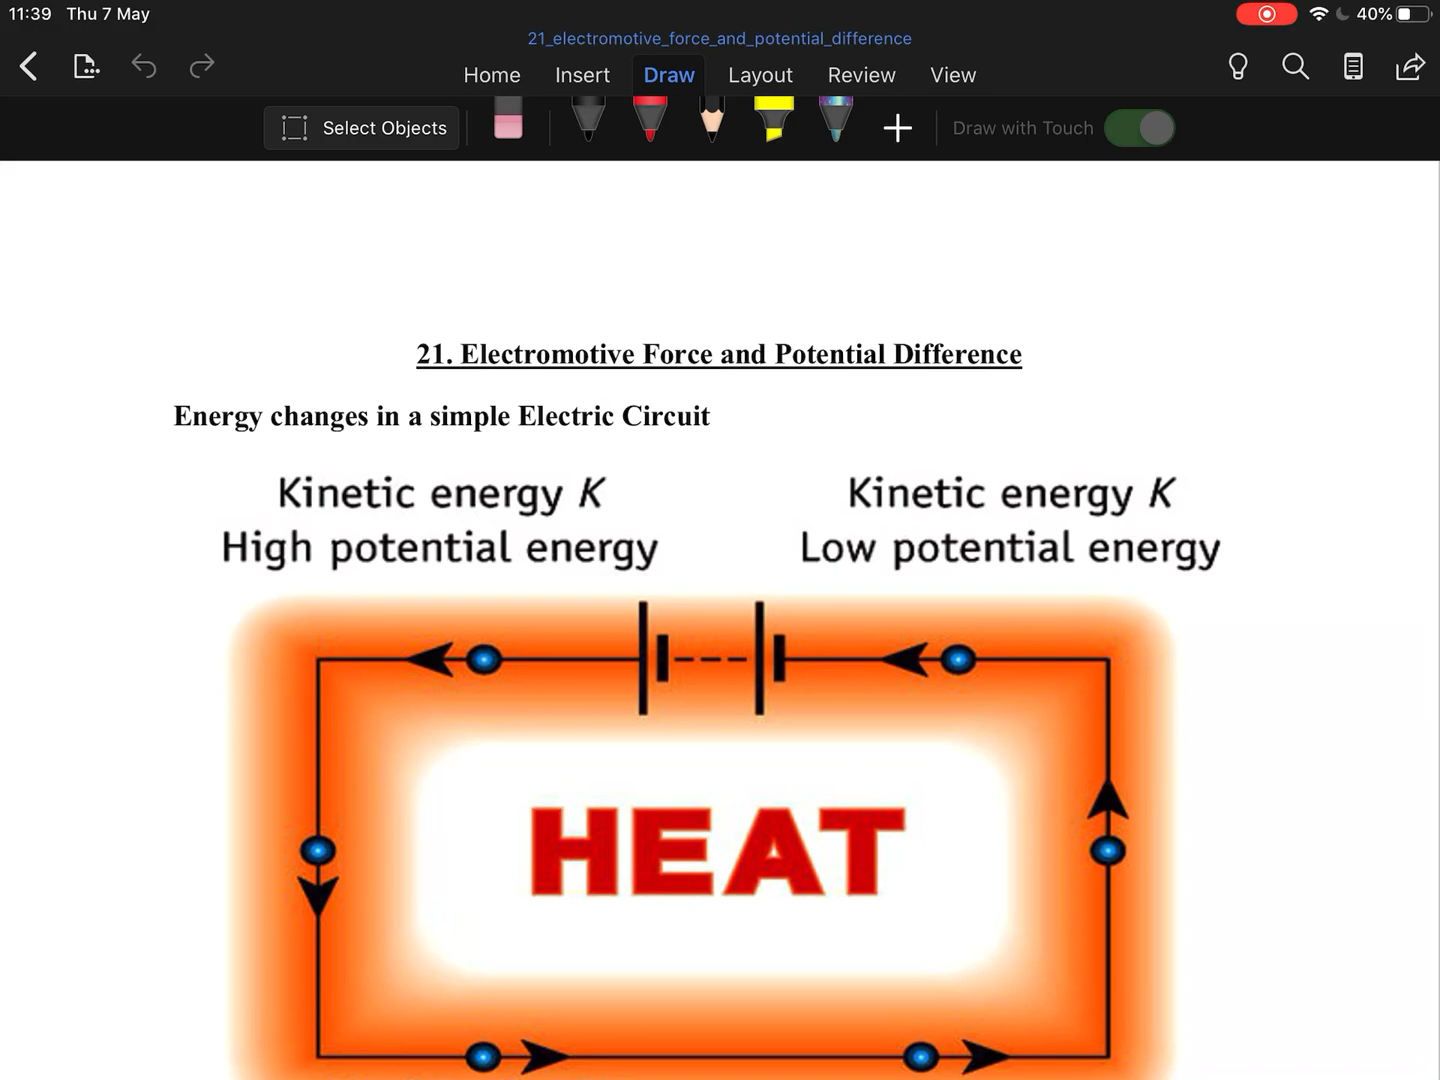 11:39 Thu 7 May
40%
21_electromotive_force_and_potential_difference
Home Insert Draw Layout Review View
Select Objects
Draw with Touch
21. Electromotive Force and Potential Difference
Energy changes in a simple Electric Circuit
Kinetic energy K
High potential energy
Kinetic energy K
Low potential energy
HEAT